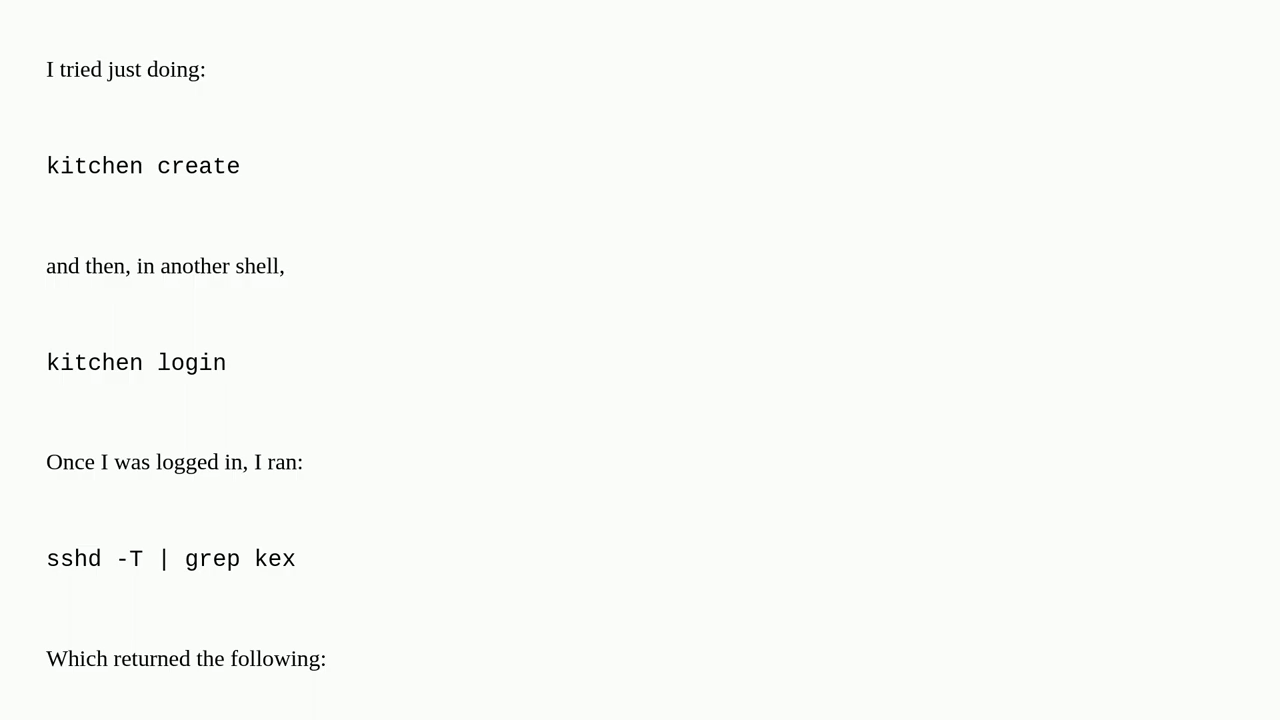 I tried just doing:
kitchen create
and then, in another shell,
kitchen login
Once I was logged in, I ran:
sshd -T | grep kex
Which returned the following: